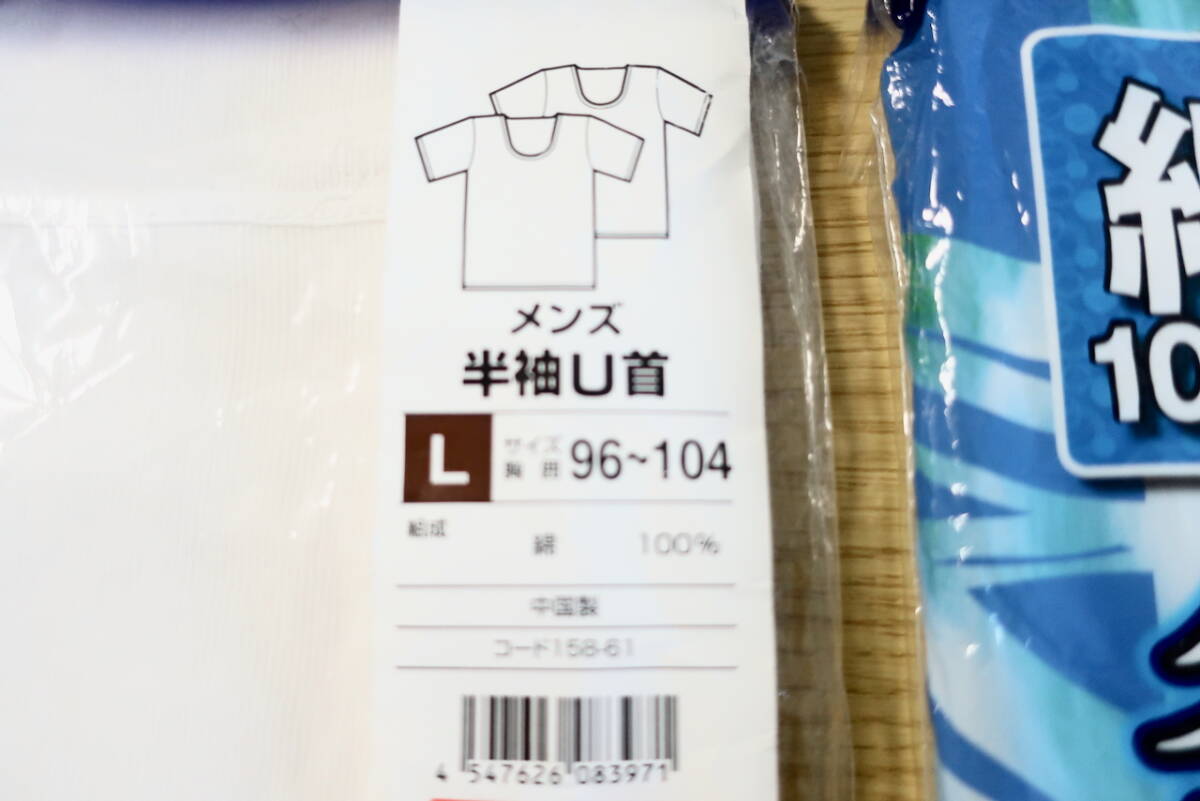 メンズ
半袖U首
L サイズ 胸囲 96~104
組成 綿 100%
中国製
コード158-61
4 547626 083971
綿
10